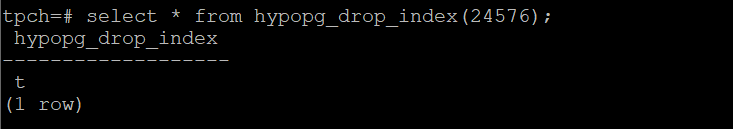 tpch=# select * from hypopg_drop_index(24576);
 hypopg_drop_index
-------------------
 t
(1 row)